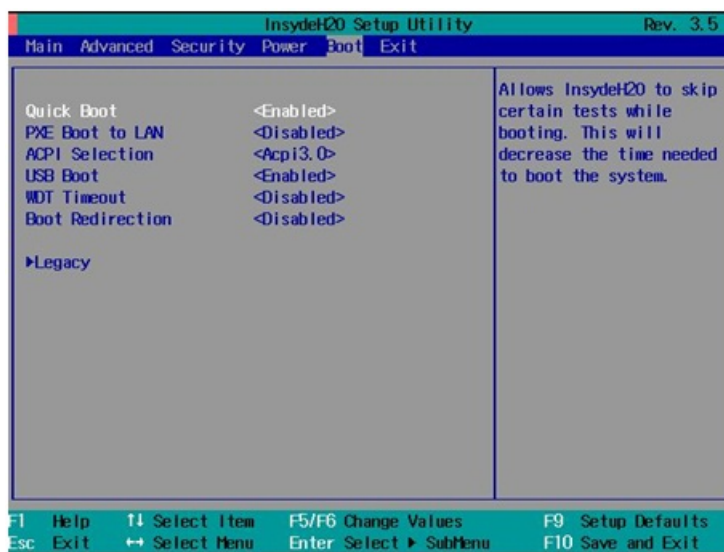 InsydeH2O Setup Utility Rev. 3.5
Main Advanced Security Power Boot Exit
Quick Boot <Enabled>
PXE Boot to LAN <Disabled>
ACPI Selection <Acpi3.0>
USB Boot <Enabled>
WDT Timeout <Disabled>
Boot Redirection <Disabled>
▶Legacy
Allows InsydeH2O to skip
certain tests while
booting. This will
decrease the time needed
to boot the system.
F1 Help ↑↓ Select Item F5/F6 Change Values F9 Setup Defaults
Esc Exit ↔ Select Menu Enter Select ▶ SubMenu F10 Save and Exit